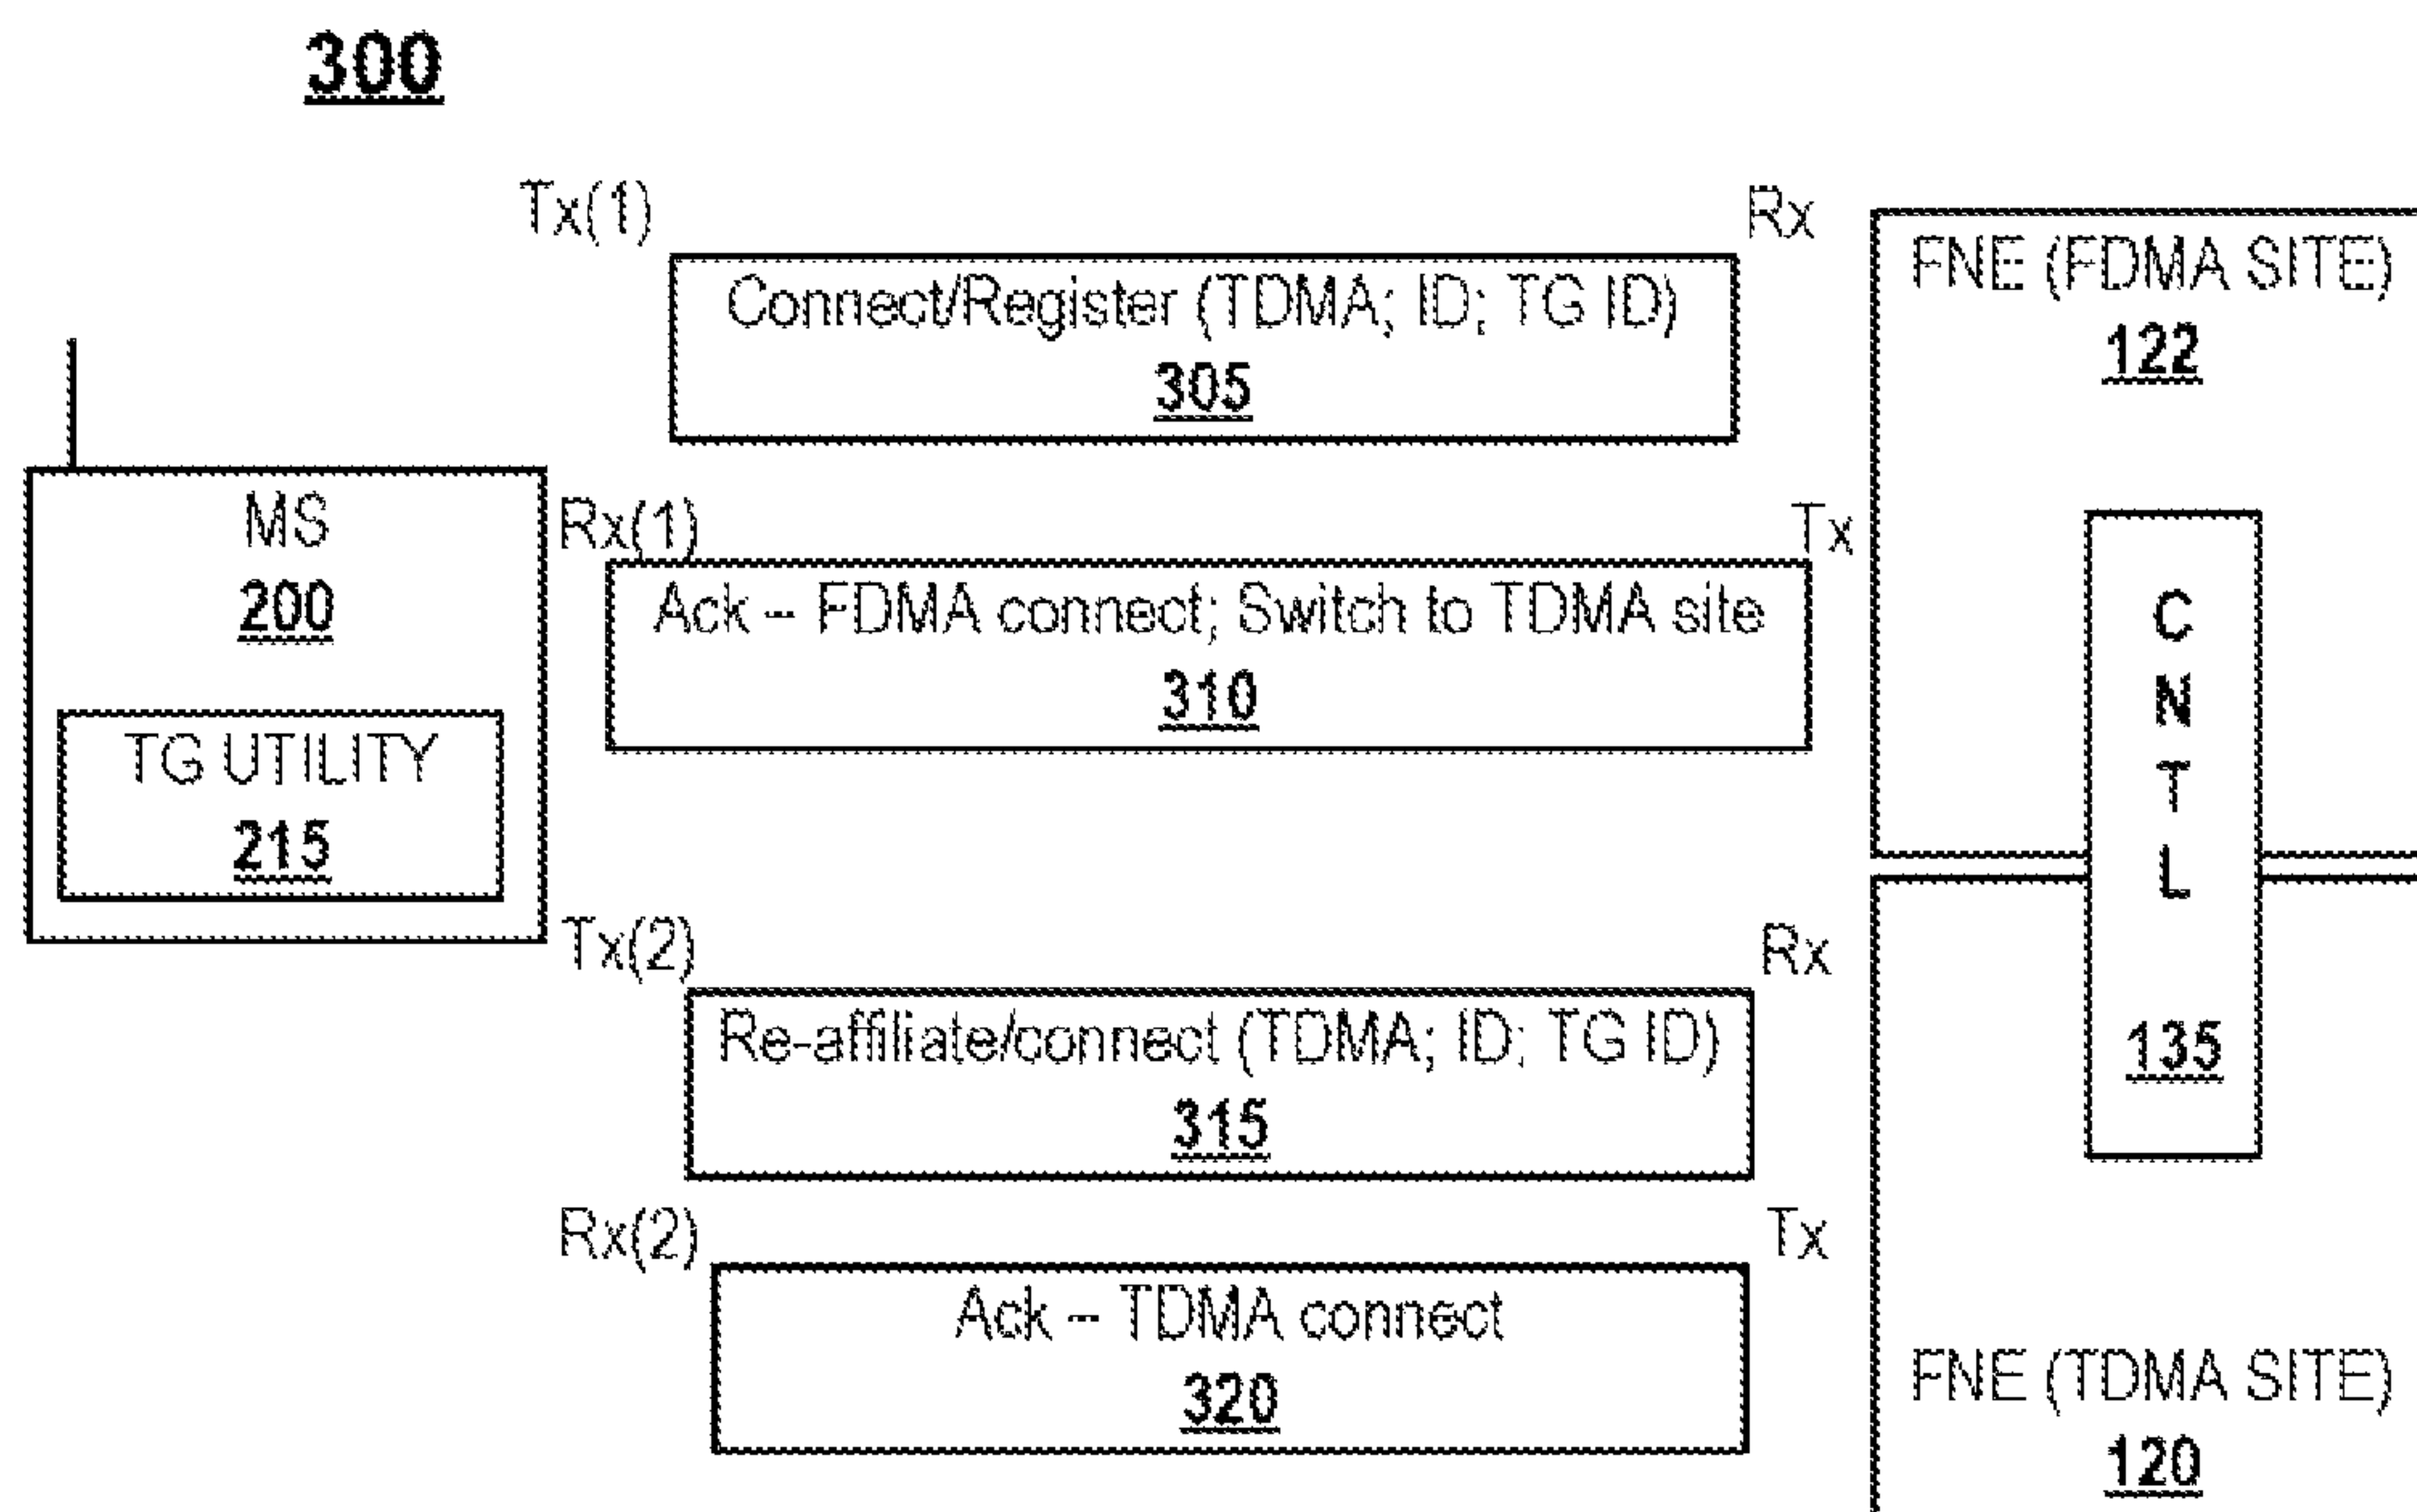 300
Tx(1)
Rx
Connect/Register (TDMA; ID; TG ID)
305
FNE (FDMA SITE)
122
MS
200
TG UTILITY
215
Rx(1)
Tx
Ack – FDMA connect; Switch to TDMA site
310
C
N
T
L
135
Tx(2)
Rx
Re-affiliate/connect (TDMA; ID; TG ID)
315
Rx(2)
Tx
Ack – TDMA connect
320
FNE (TDMA SITE)
120